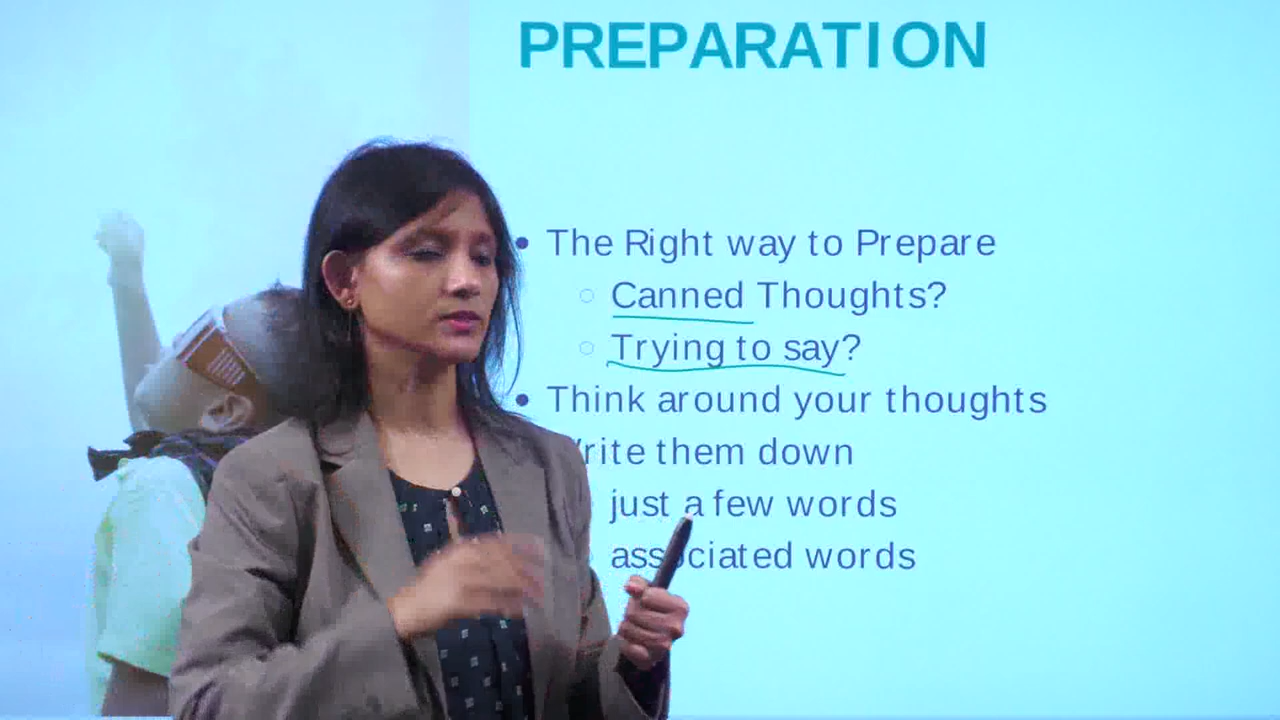 PREPARATION
The Right way to Prepare
Canned Thoughts?
Trying to say?
Think around your thoughts
Write them down
just a few words
associated words